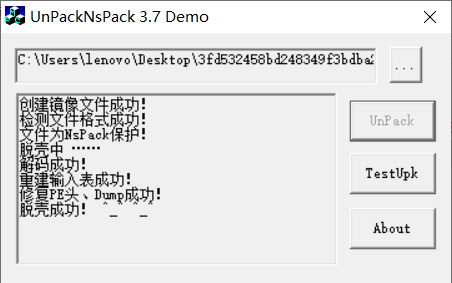 UnPackNsPack 3.7 Demo
C:\Users\lenovo\Desktop\3fd532458bd248349f3bdba
...
创建镜像文件成功!
检测文件格式成功!
文件为NsPack保护!
脱壳中 ……
解码成功!
重建输入表成功!
修复PE头、Dump成功!
脱壳成功! ^_^ ^_^
UnPack
TestUpk
About